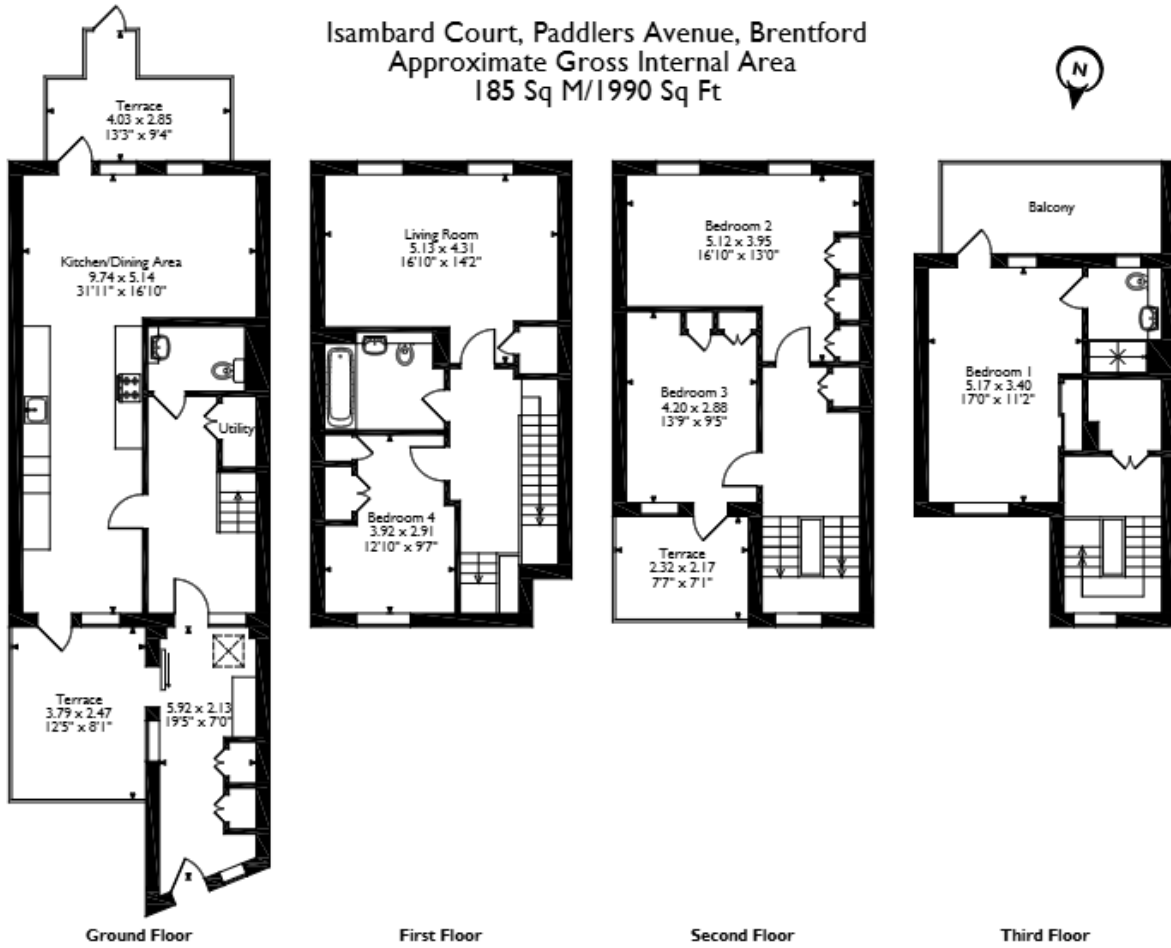 Isambard Court, Paddlers Avenue, Brentford
Approximate Gross Internal Area
185 Sq M/1990 Sq Ft
N
Terrace
4.03 x 2.85
13'3" x 9'4"
Kitchen/Dining Area
9.74 x 5.14
31'11" x 16'10"
Utility
Terrace
3.79 x 2.47
12'5" x 8'1"
5.92 x 2.13
19'5" x 7'0"
Ground Floor
Living Room
5.13 x 4.31
16'10" x 14'2"
Bedroom 4
3.92 x 2.91
12'10" x 9'7"
First Floor
Bedroom 2
5.12 x 3.95
16'10" x 13'0"
Bedroom 3
4.20 x 2.88
13'9" x 9'5"
Terrace
2.32 x 2.17
7'7" x 7'1"
Second Floor
Balcony
Bedroom 1
5.17 x 3.40
17'0" x 11'2"
Third Floor